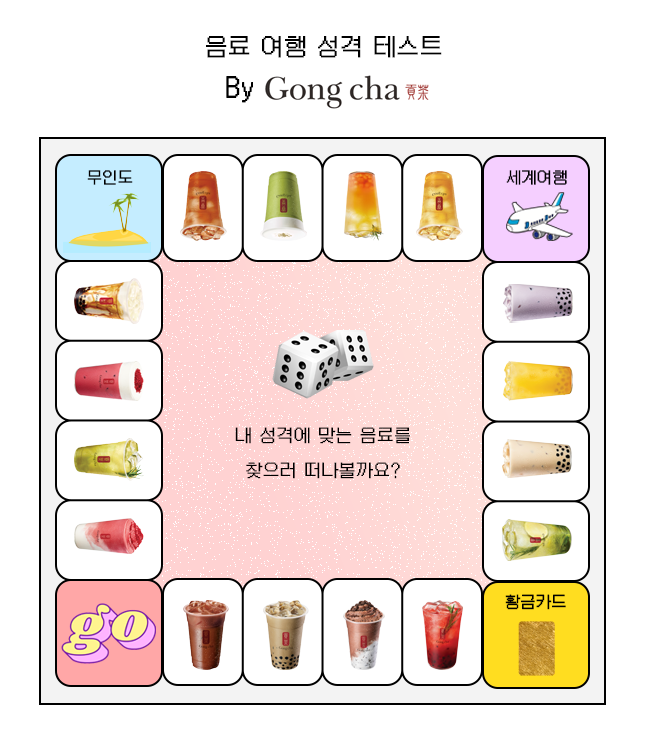 음료 여행 성격 테스트
By Gong cha 貢茶
무인도
세계여행
내 성격에 맞는 음료를
찾으러 떠나볼까요?
go
황금카드